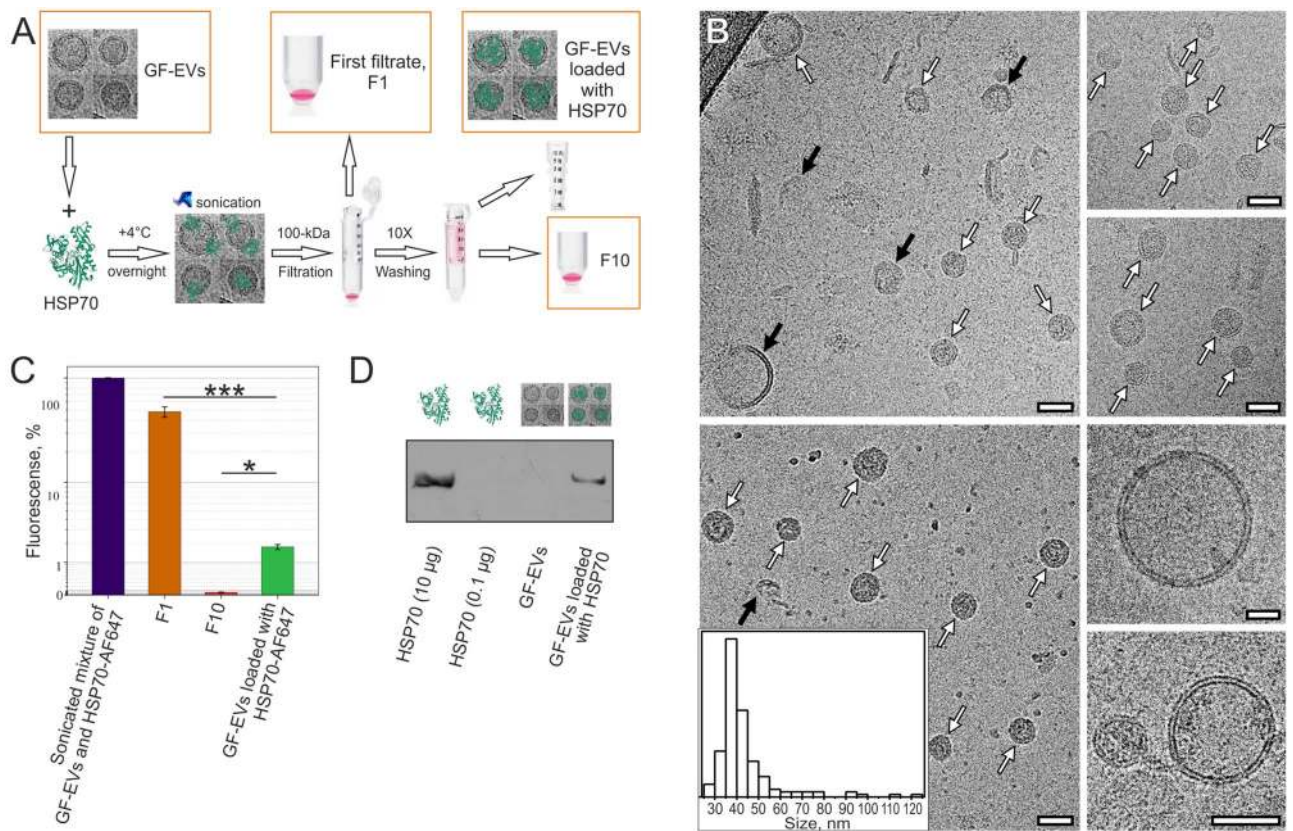 A
GF-EVs
First filtrate,
F1
GF-EVs
loaded
with
HSP70
+
HSP70
+4°C
overnight
sonication
100-kDa
Filtration
10X
Washing
F10
B
C
Fluorescense, %
100
10
1
0
***
*
Sonicated mixture of
GF-EVs and HSP70-AF647
F1
F10
GF-EVs loaded with
HSP70-AF647
D
HSP70 (10 µg)
HSP70 (0.1 µg)
GF-EVs
GF-EVs loaded
with HSP70
30 40 50 60 70 80 90 100 110 120
Size, nm